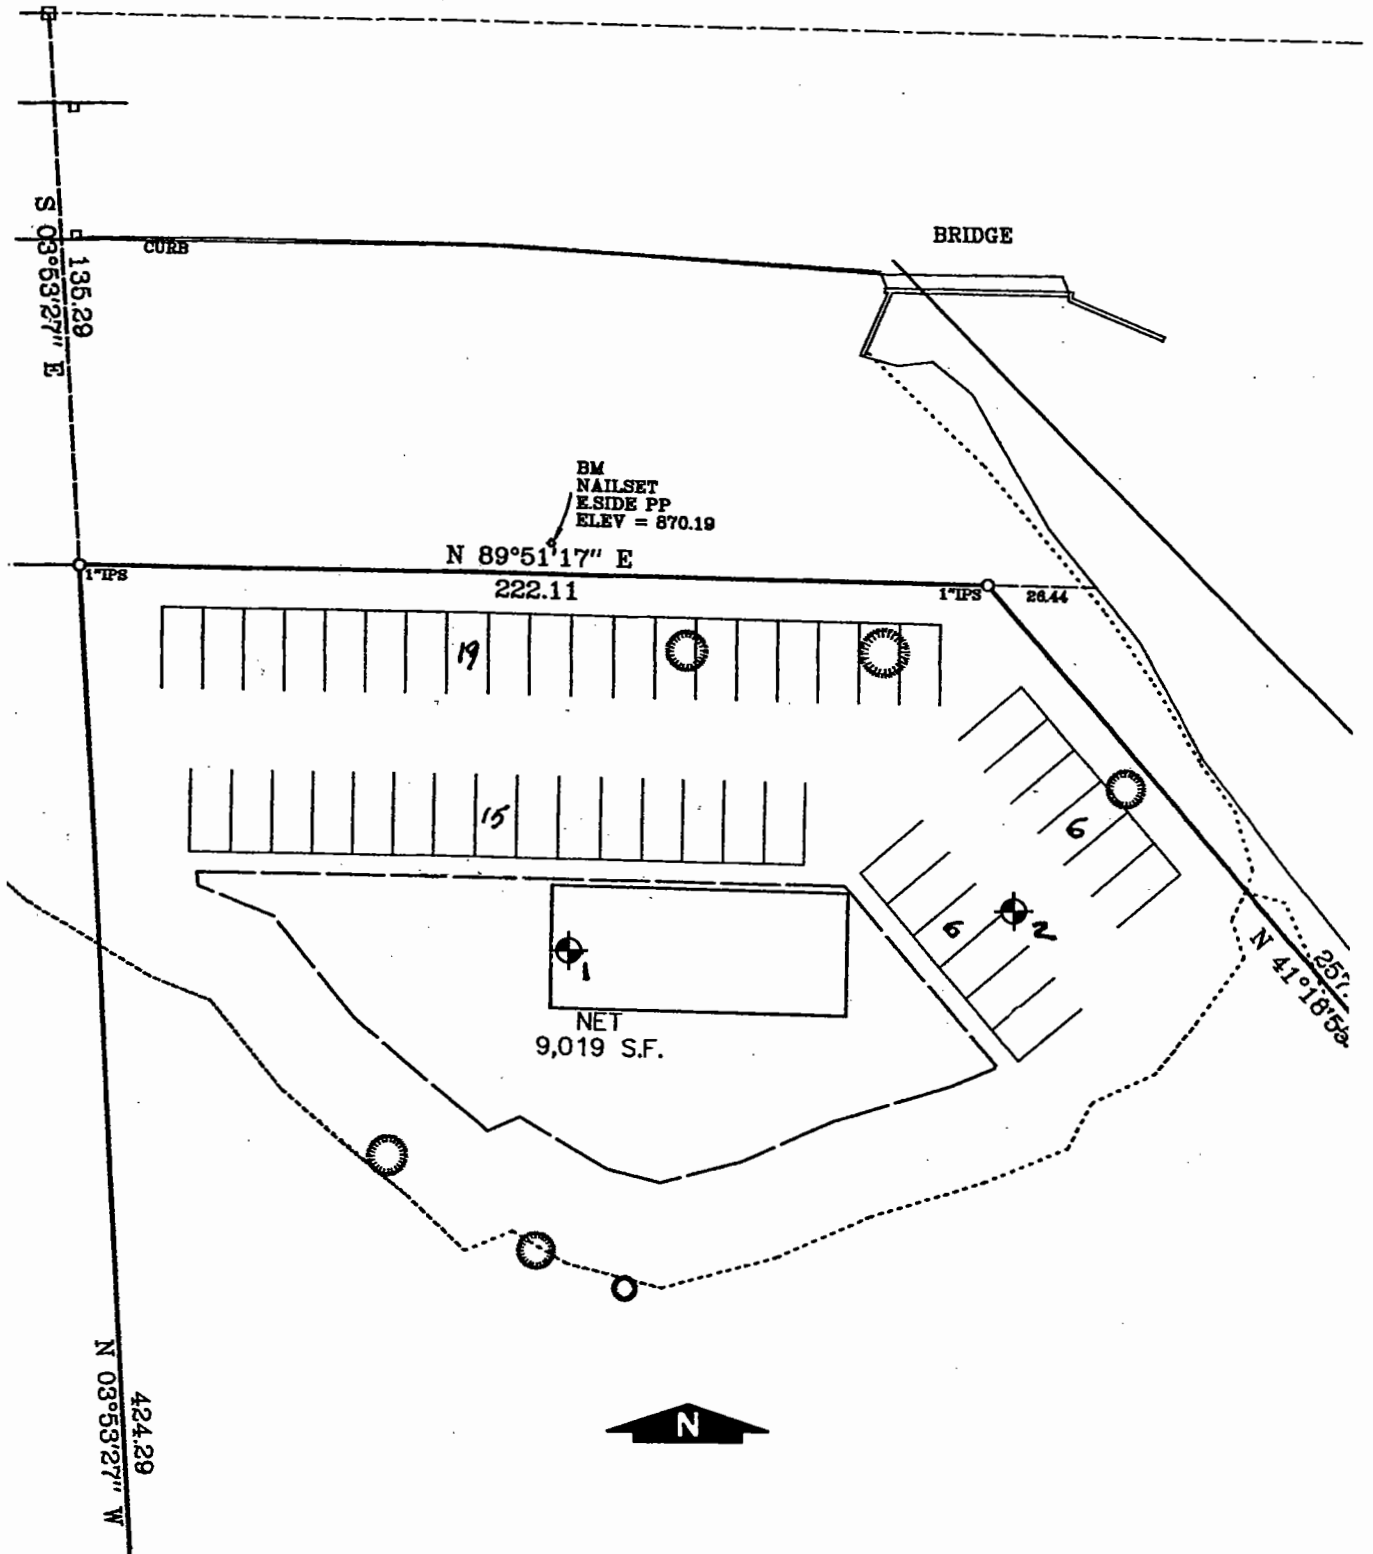 BRIDGE
CURB
S 03°53'27" E
135.29
BM
NAILSET
E.SIDE PP
ELEV = 870.19
N 89°51'17" E
222.11
1"IPS
1"IPS
26.44
19
15
6
6
2
1
NET
9,019 S.F.
257.
N 41°18'53
N
424.29
N 03°53'27" W